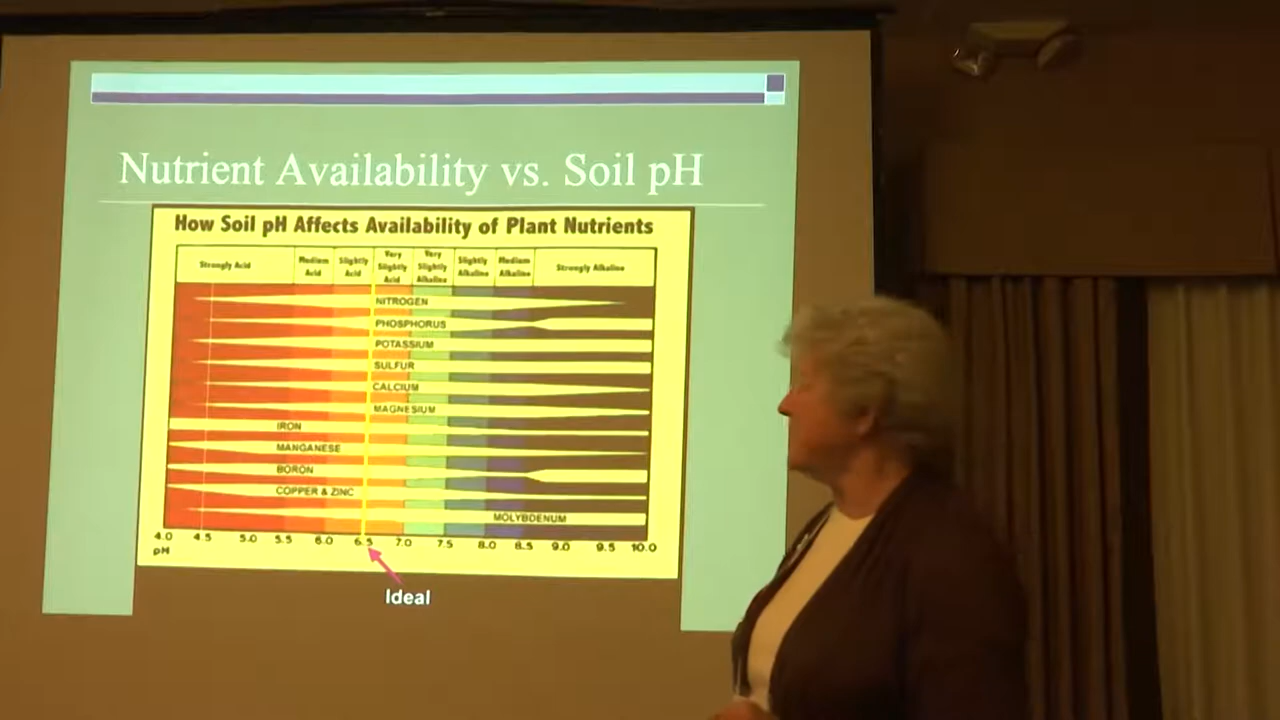 Nutrient Availability vs. Soil pH
How Soil pH Affects Availability of Plant Nutrients
Strongly Acid
Medium Acid
Slightly Acid
Very Slightly Acid
Very Slightly Alkaline
Slightly Alkaline
Medium Alkaline
Strongly Alkaline
NITROGEN
PHOSPHORUS
POTASSIUM
SULFUR
CALCIUM
MAGNESIUM
IRON
MANGANESE
BORON
COPPER & ZINC
MOLYBDENUM
4.0 4.5 5.0 5.5 6.0 6.5 7.0 7.5 8.0 8.5 9.0 9.5 10.0
pH
Ideal